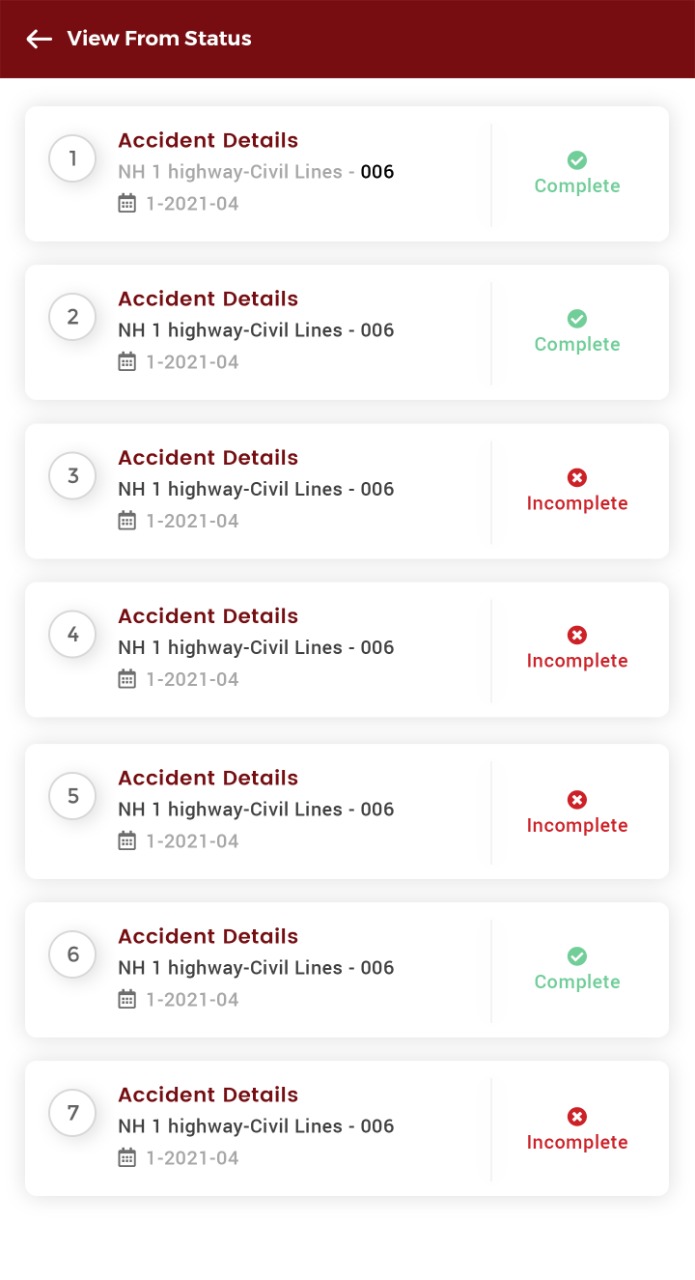 View From Status
1
Accident Details
NH 1 highway-Civil Lines - 006
1-2021-04
Complete
2
Accident Details
NH 1 highway-Civil Lines - 006
1-2021-04
Complete
3
Accident Details
NH 1 highway-Civil Lines - 006
1-2021-04
Incomplete
4
Accident Details
NH 1 highway-Civil Lines - 006
1-2021-04
Incomplete
5
Accident Details
NH 1 highway-Civil Lines - 006
1-2021-04
Incomplete
6
Accident Details
NH 1 highway-Civil Lines - 006
1-2021-04
Complete
7
Accident Details
NH 1 highway-Civil Lines - 006
1-2021-04
Incomplete